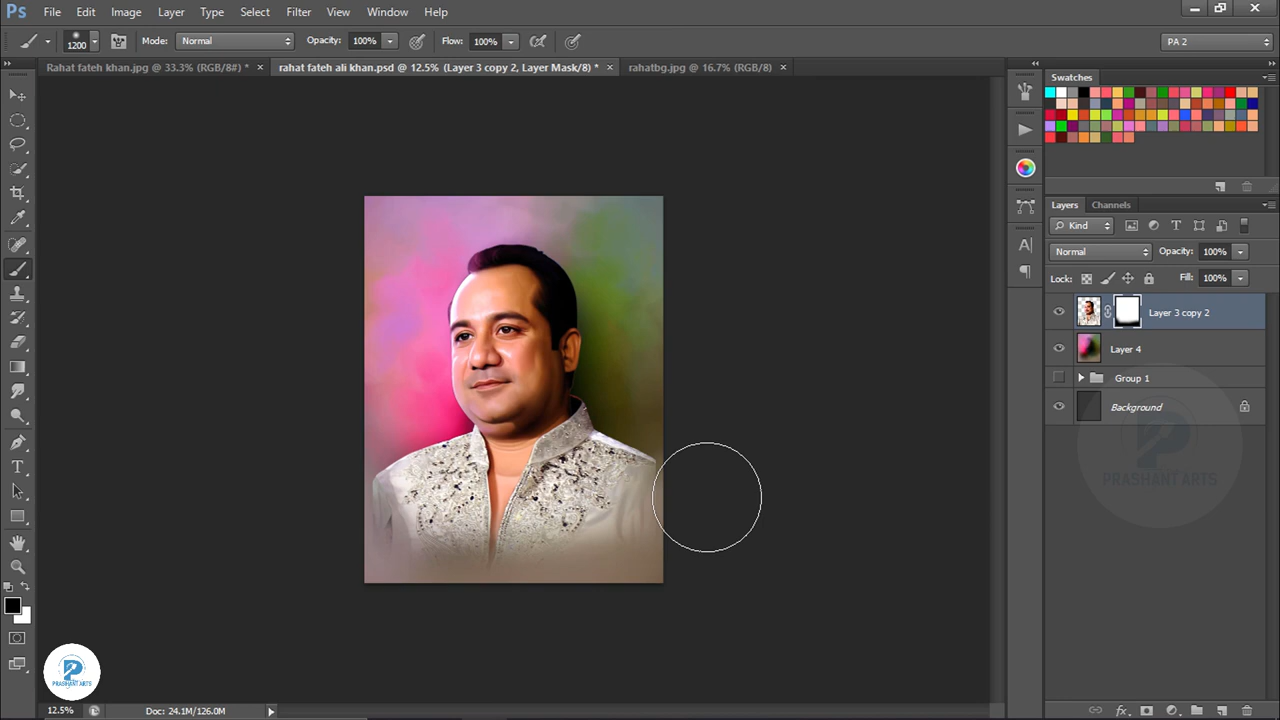 Ps File Edit Image Layer Type Select Filter View Window Help
1200 Mode: Normal Opacity: 100% Flow: 100% PA 2
Rahat fateh khan.jpg @ 33.3% (RGB/8#) * × rahat fateh ali khan.psd @ 12.5% (Layer 3 copy 2, Layer Mask/8) * × rahatbg.jpg @ 16.7% (RGB/8) ×
Swatches
Layers Channels
Kind
Normal Opacity: 100%
Lock: Fill: 100%
Layer 3 copy 2
Layer 4
Group 1
Background
PRASHANT ARTS
PRASHANT ARTS
12.5% Doc: 24.1M/126.0M